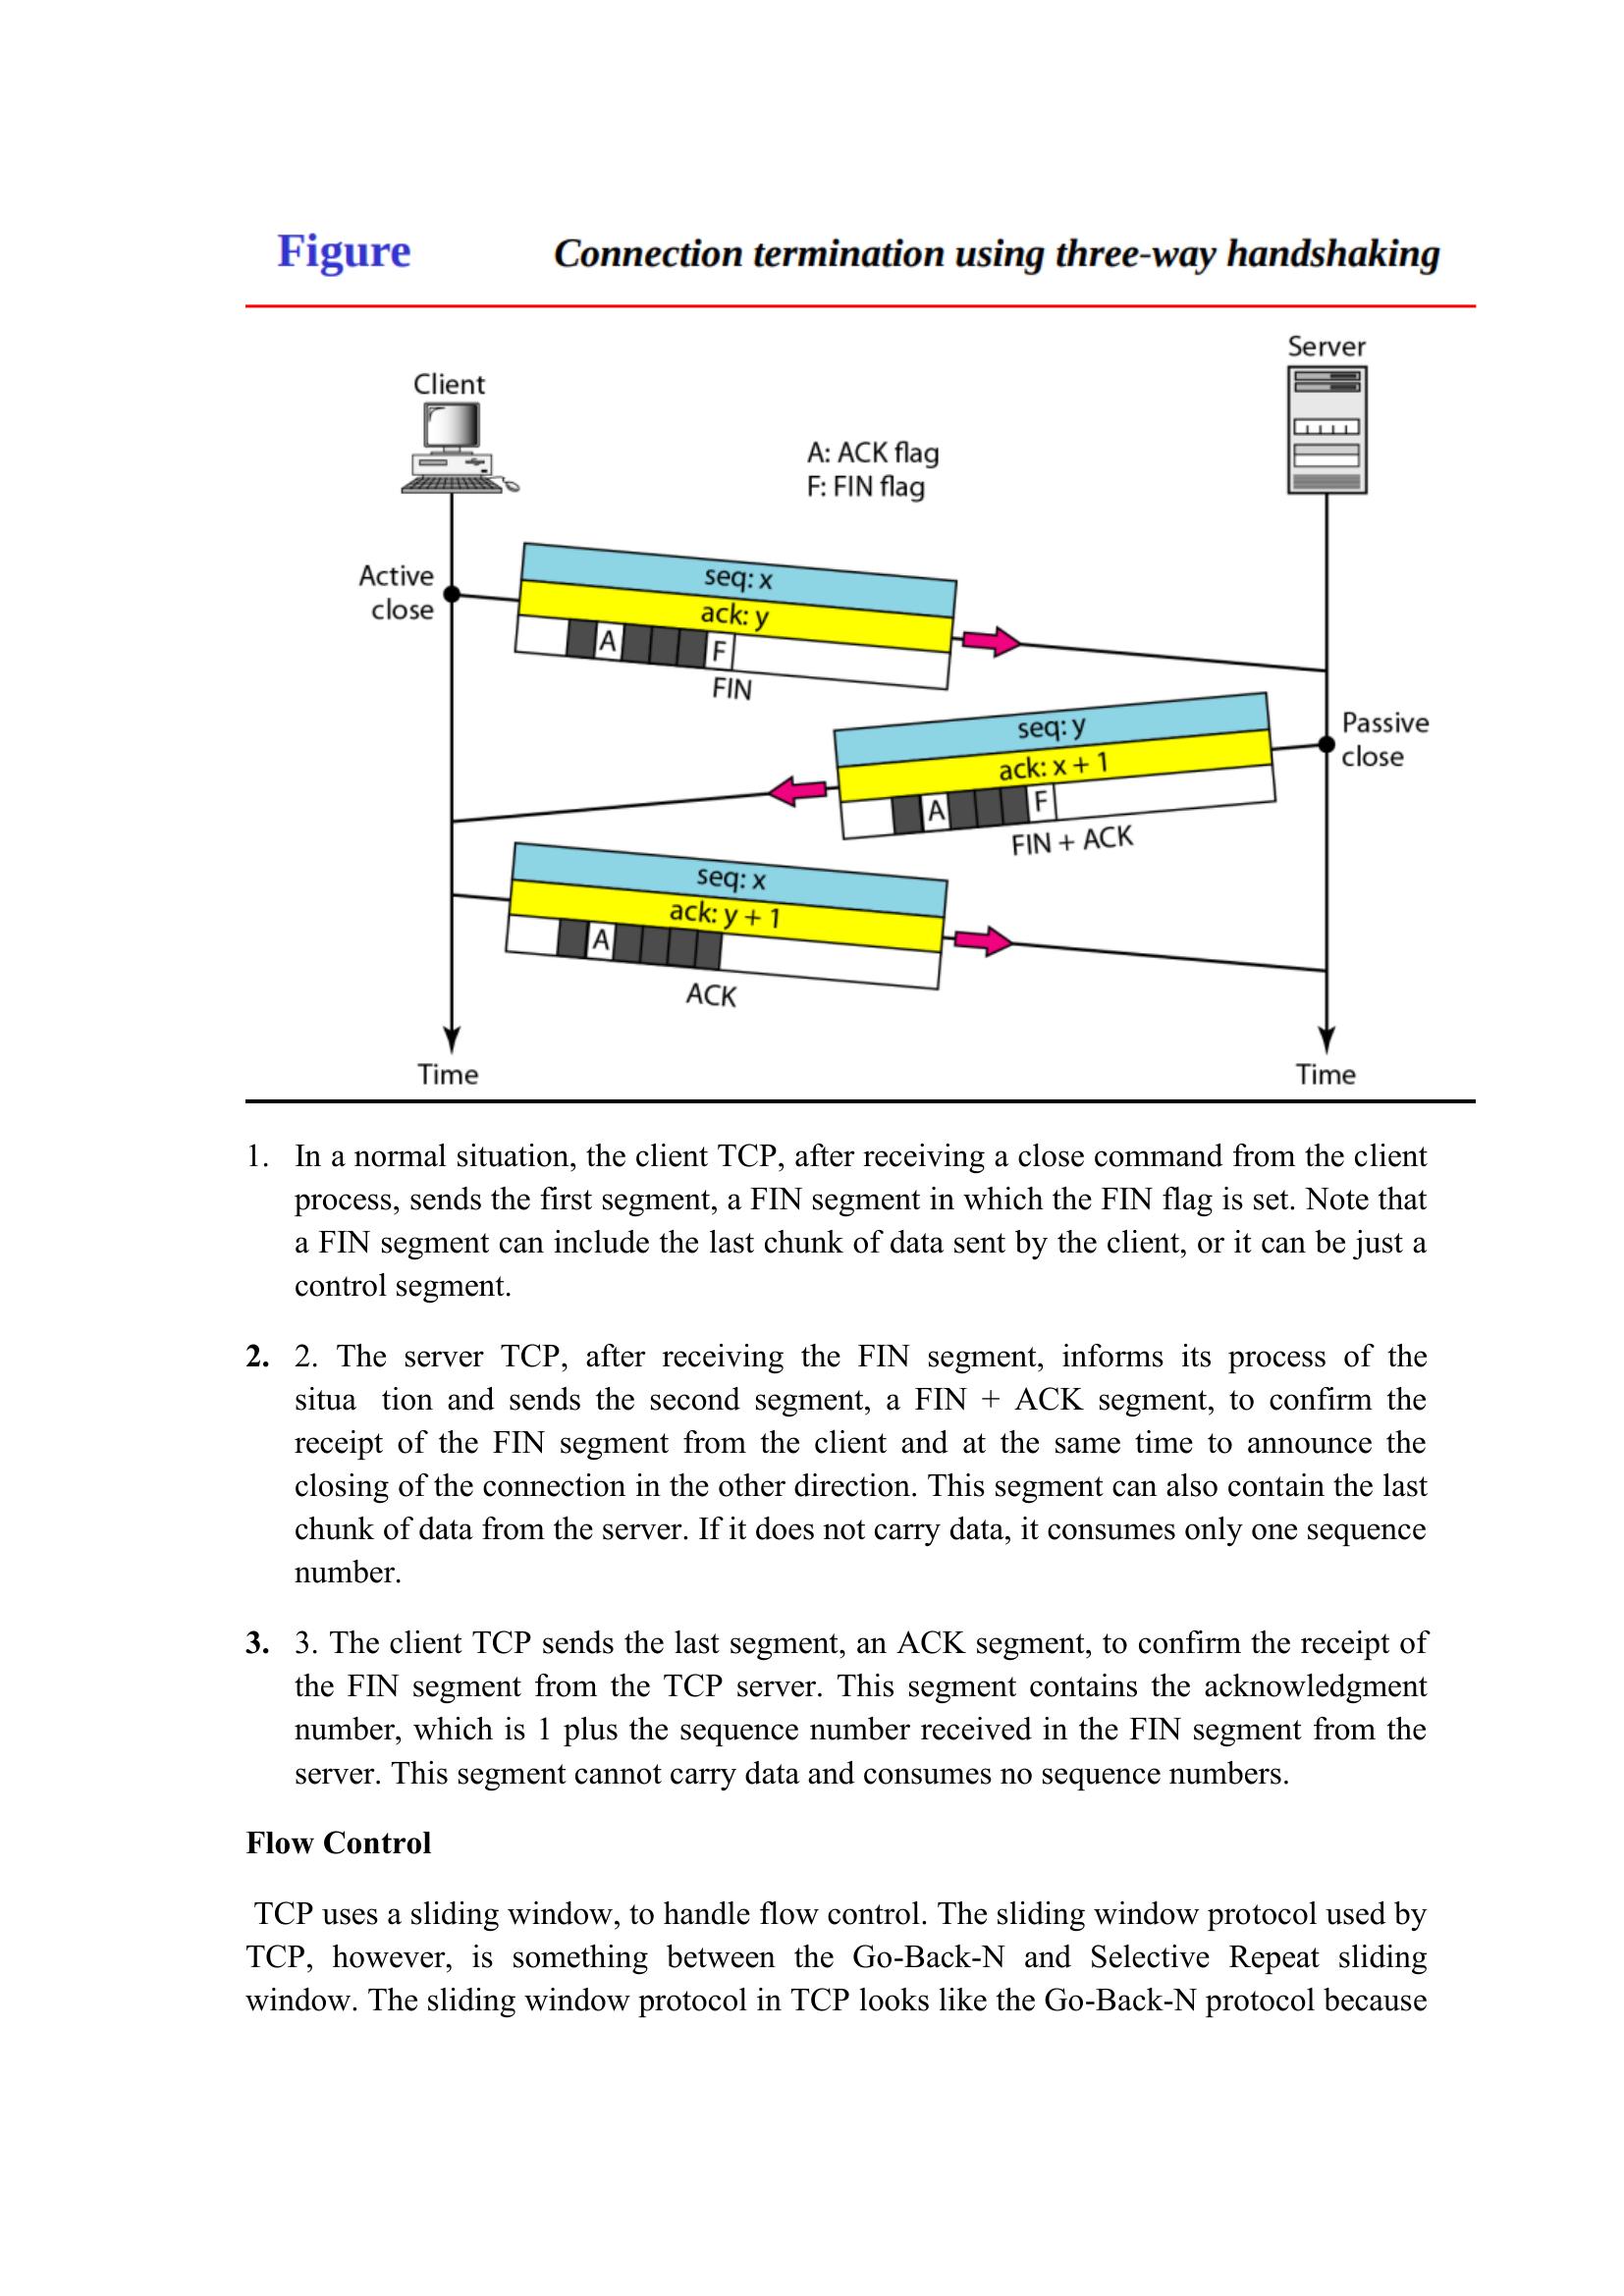 Figure Connection termination using three-way handshaking
Server
Client
A: ACK flag
F: FIN flag
Active
close
seq: x
ack: y
A F
FIN
Passive
close
seq: y
ack: x + 1
A F
FIN + ACK
seq: x
ack: y + 1
A
ACK
Time Time
1. In a normal situation, the client TCP, after receiving a close command from the client
process, sends the first segment, a FIN segment in which the FIN flag is set. Note that
a FIN segment can include the last chunk of data sent by the client, or it can be just a
control segment.
2. 2. The server TCP, after receiving the FIN segment, informs its process of the
situa tion and sends the second segment, a FIN + ACK segment, to confirm the
receipt of the FIN segment from the client and at the same time to announce the
closing of the connection in the other direction. This segment can also contain the last
chunk of data from the server. If it does not carry data, it consumes only one sequence
number.
3. 3. The client TCP sends the last segment, an ACK segment, to confirm the receipt of
the FIN segment from the TCP server. This segment contains the acknowledgment
number, which is 1 plus the sequence number received in the FIN segment from the
server. This segment cannot carry data and consumes no sequence numbers.
Flow Control
TCP uses a sliding window, to handle flow control. The sliding window protocol used by
TCP, however, is something between the Go-Back-N and Selective Repeat sliding
window. The sliding window protocol in TCP looks like the Go-Back-N protocol because